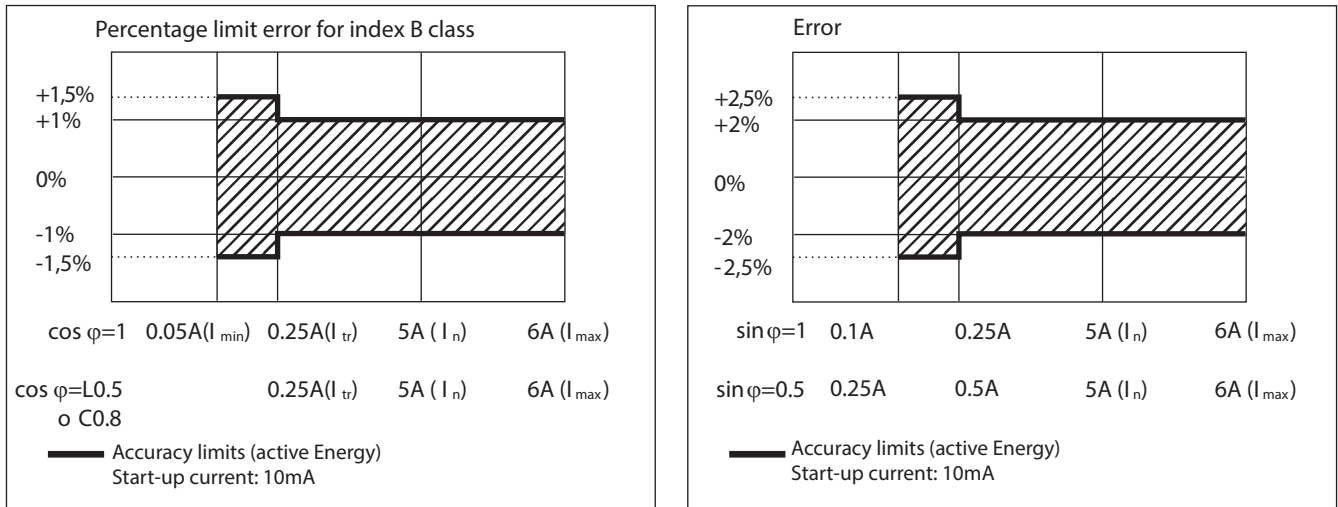 Percentage limit error for index B class
+1,5%
+1%
0%
-1%
-1,5%
cos φ=1 0.05A(I min) 0.25A(I tr) 5A ( I n) 6A ( I max)
cos φ=L0.5 0.25A(I tr) 5A ( I n) 6A ( I max)
o C0.8
Accuracy limits (active Energy)
Start-up current: 10mA
Error
+2,5%
+2%
0%
-2%
-2,5%
sin φ=1 0.1A 0.25A 5A ( I n) 6A ( I max)
sin φ=0.5 0.25A 0.5A 5A ( I n) 6A ( I max)
Accuracy limits (active Energy)
Start-up current: 10mA